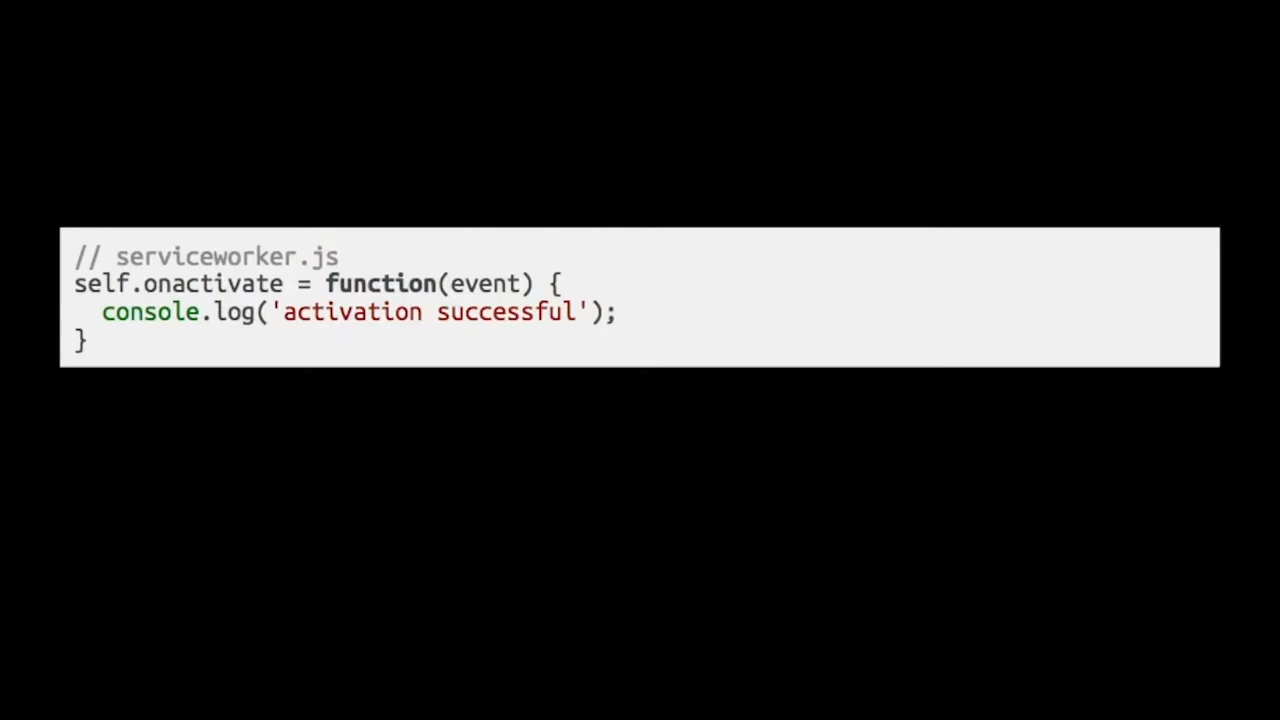 // serviceworker.js
self.onactivate = function(event) {
  console.log('activation successful');
}